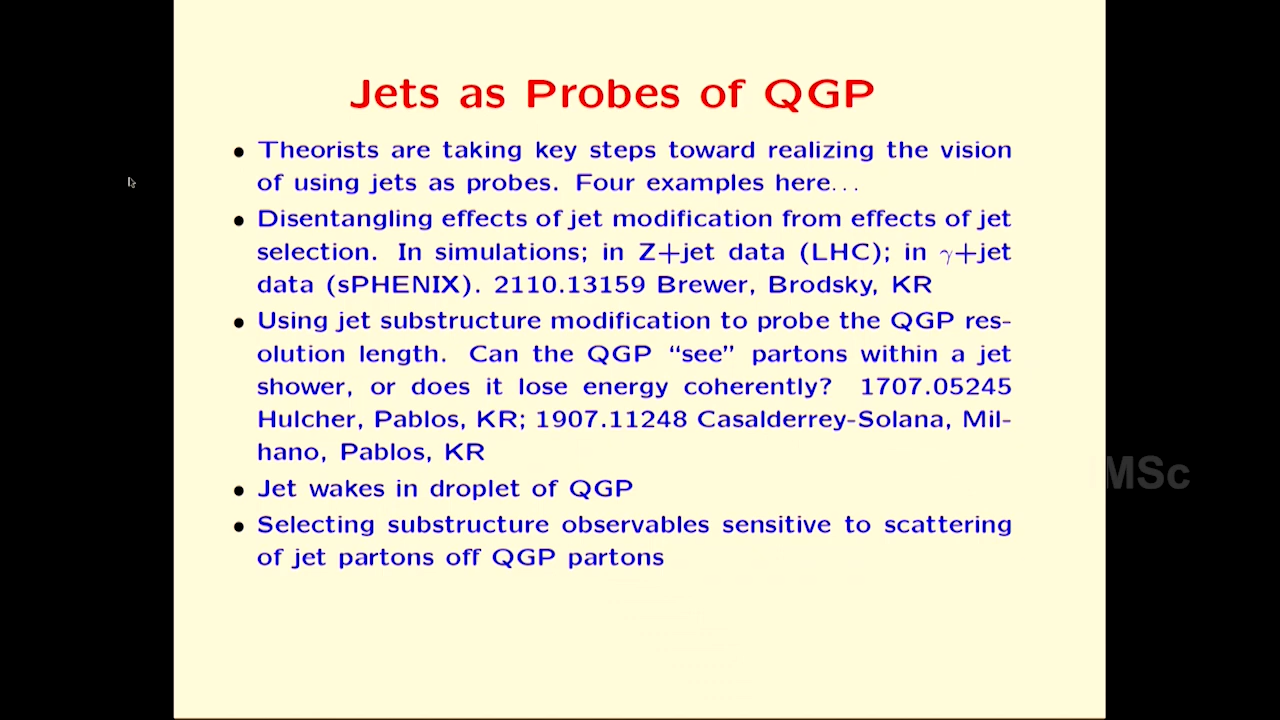 Jets as Probes of QGP
• Theorists are taking key steps toward realizing the vision
of using jets as probes. Four examples here...
• Disentangling effects of jet modification from effects of jet
selection. In simulations; in Z+jet data (LHC); in γ+jet
data (sPHENIX). 2110.13159 Brewer, Brodsky, KR
• Using jet substructure modification to probe the QGP res-
olution length. Can the QGP “see” partons within a jet
shower, or does it lose energy coherently? 1707.05245
Hulcher, Pablos, KR; 1907.11248 Casalderrey-Solana, Mil-
hano, Pablos, KR
IMSc
• Jet wakes in droplet of QGP
• Selecting substructure observables sensitive to scattering
of jet partons off QGP partons